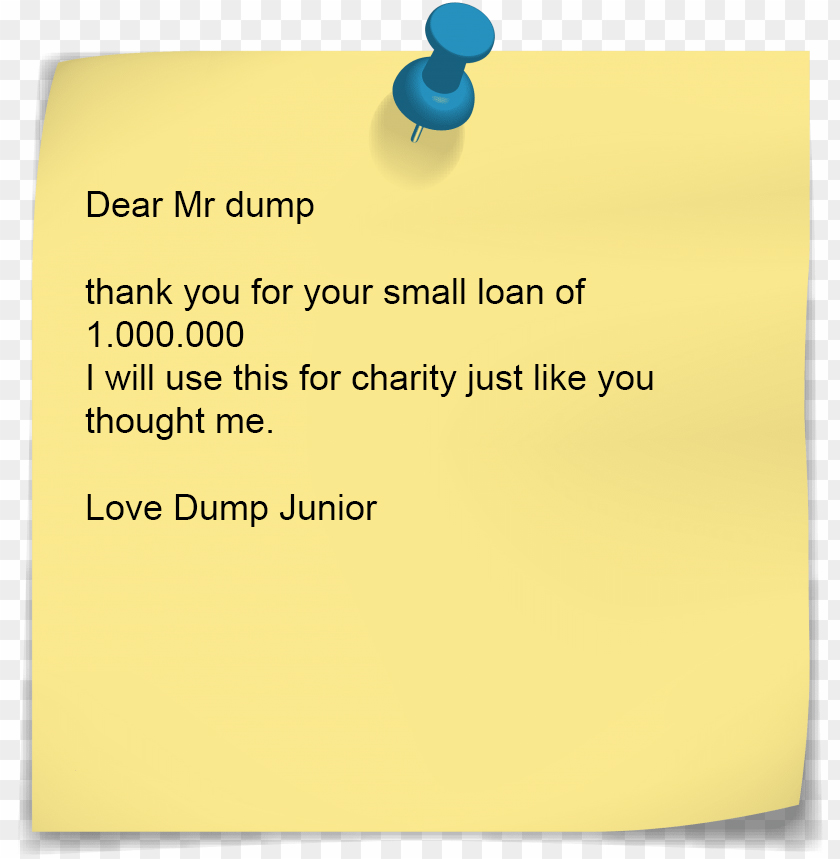 Dear Mr dump
thank you for your small loan of
1.000.000
I will use this for charity just like you
thought me.
Love Dump Junior